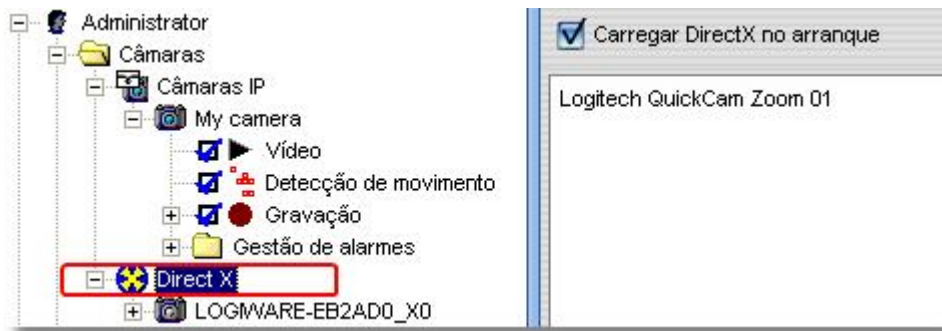 Administrator
Câmaras
Câmaras IP
My camera
Vídeo
Detecção de movimento
Gravação
Gestão de alarmes
Direct X
LOGIWARE-EB2AD0_X0
Carregar DirectX no arranque
Logitech QuickCam Zoom 01